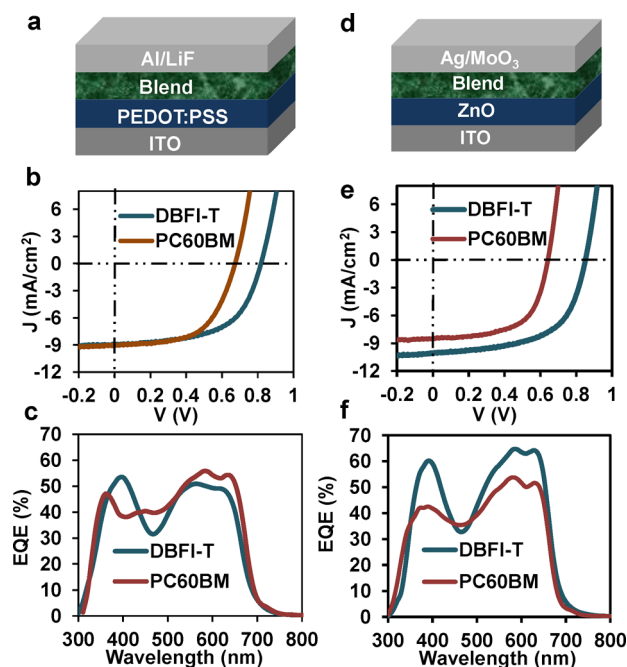 a
Al/LiF
Blend
PEDOT:PSS
ITO
b
6
3
0
-3
-6
-9
-12
J (mA/cm²)
DBFI-T
PC60BM
-0.2 0 0.2 0.4 0.6 0.8 1
V (V)
c
70
60
50
40
30
20
10
0
EQE (%)
DBFI-T
PC60BM
300 400 500 600 700 800
Wavelength (nm)
d
Ag/MoO₃
Blend
ZnO
ITO
e
6
3
0
-3
-6
-9
-12
J (mA/cm²)
DBFI-T
PC60BM
-0.2 0 0.2 0.4 0.6 0.8 1
V (V)
f
70
60
50
40
30
20
10
0
EQE (%)
DBFI-T
PC60BM
300 400 500 600 700 800
Wavelength (nm)